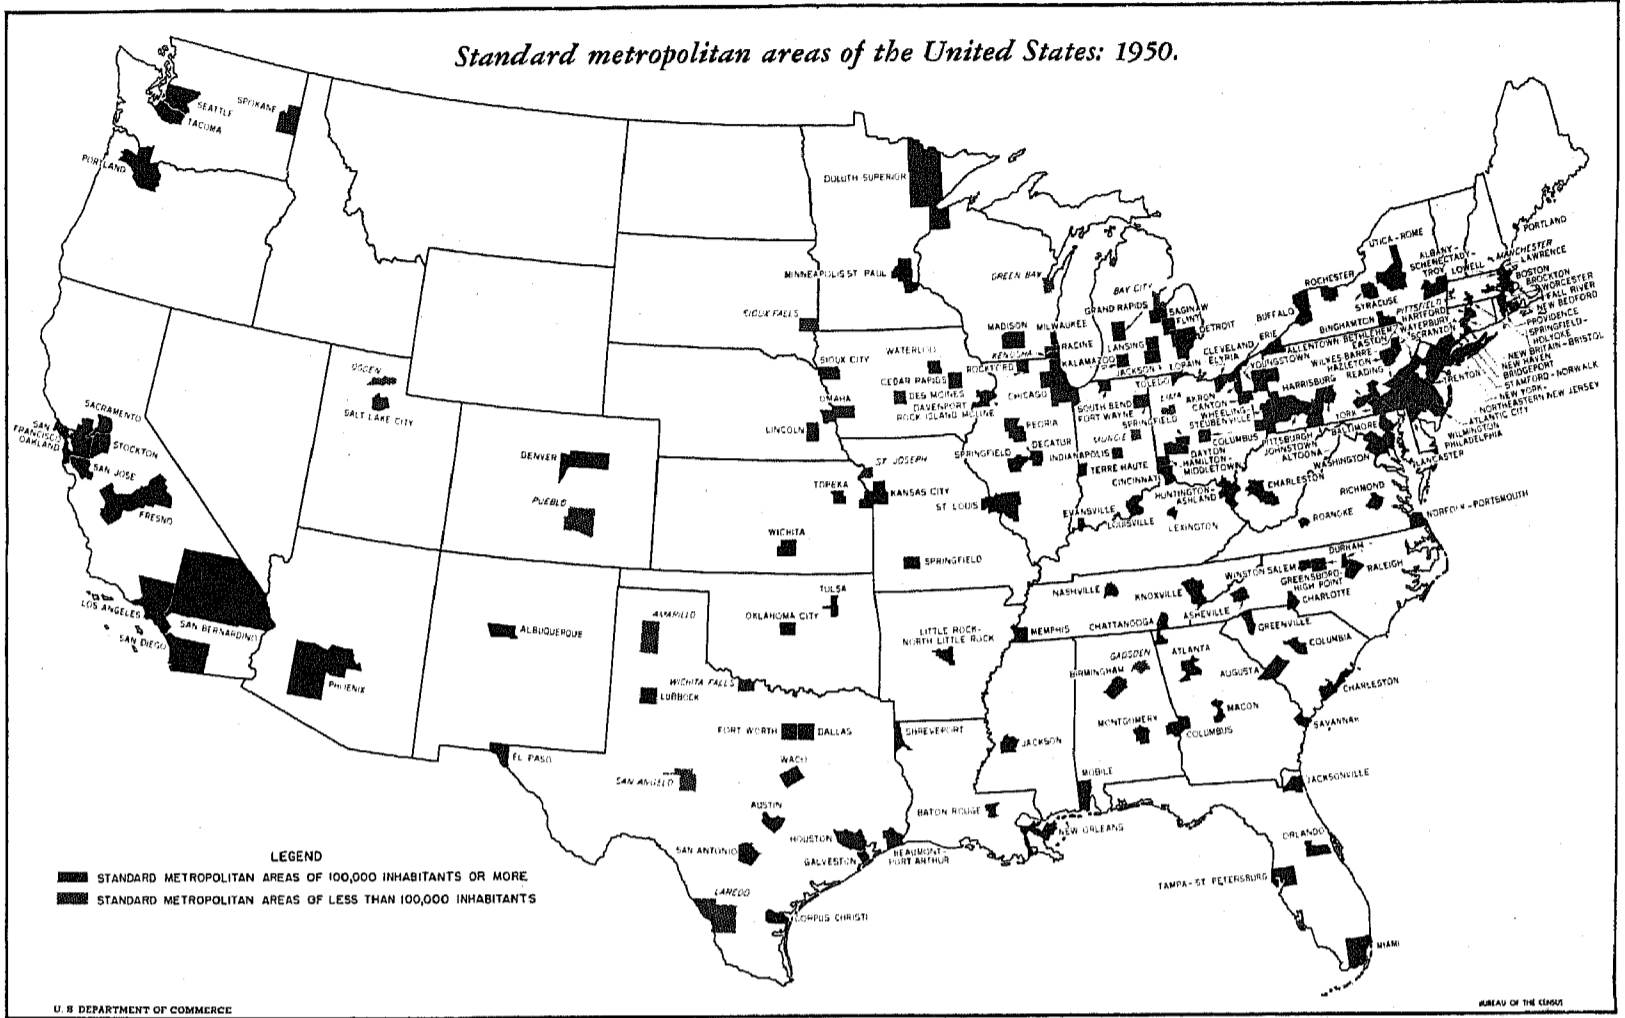 Standard metropolitan areas of the United States: 1950.
SEATTLE
TACOMA
SPOKANE
PORTLAND
DULUTH SUPERIOR
MINNEAPOLIS ST PAUL
GREEN BAY
SIOUX FALLS
MADISON
MILWAUKEE
RACINE
KENOSHA
BAY CITY
GRAND RAPIDS
SAGINAW
FLINT
DETROIT
LANSING
KALAMAZOO
JACKSON
LORAIN
CLEVELAND
ELYRIA
ERIE
BUFFALO
ROCHESTER
SYRACUSE
UTICA-ROME
BINGHAMTON
ALBANY-
SCHENECTADY-
TROY
LOWELL
MANCHESTER
LAWRENCE
PORTLAND
BOSTON
BROCKTON
WORCESTER
FALL RIVER
NEW BEDFORD
PROVIDENCE
SPRINGFIELD-
HOLYOKE
NEW BRITAIN-BRISTOL
NEW HAVEN
BRIDGEPORT
STAMFORD-NORWALK
NEW YORK-
NORTHEASTERN NEW JERSEY
ATLANTIC CITY
PITTSFIELD
HARTFORD
WATERBURY
SCRANTON
ALLENTOWN BETHLEHEM
EASTON
WILKES-BARRE
HAZLETON
READING
TRENTON
WILMINGTON
PHILADELPHIA
LANCASTER
YORK
HARRISBURG
BALTIMORE
WASHINGTON
YOUNGSTOWN
AKRON
CANTON
WHEELING-
STEUBENVILLE
PITTSBURGH
JOHNSTOWN
ALTOONA
TOLEDO
LIMA
SPRINGFIELD
COLUMBUS
DAYTON
HAMILTON-
MIDDLETOWN
CINCINNATI
SOUTH BEND
FORT WAYNE
MUNCIE
INDIANAPOLIS
TERRE HAUTE
EVANSVILLE
LOUISVILLE
LEXINGTON
HUNTINGTON-
ASHLAND
CHARLESTON
RICHMOND
ROANOKE
NORFOLK-PORTSMOUTH
WATERLOO
SIOUX CITY
CEDAR RAPIDS
DES MOINES
DAVENPORT
ROCK ISLAND MOLINE
ROCKFORD
CHICAGO
PEORIA
DECATUR
SPRINGFIELD
OMAHA
LINCOLN
ST JOSEPH
TOPEKA
KANSAS CITY
ST LOUIS
WICHITA
SPRINGFIELD
OGDEN
SALT LAKE CITY
DENVER
PUEBLO
SACRAMENTO
SAN
FRANCISCO
OAKLAND
STOCKTON
SAN JOSE
FRESNO
LOS ANGELES
SAN BERNARDINO
SAN DIEGO
PHOENIX
ALBUQUERQUE
EL PASO
AMARILLO
LUBBOCK
WICHITA FALLS
OKLAHOMA CITY
TULSA
FORT WORTH
DALLAS
WACO
SAN ANGELO
AUSTIN
SAN ANTONIO
HOUSTON
GALVESTON
BEAUMONT-
PORT ARTHUR
LAREDO
CORPUS CHRISTI
LITTLE ROCK-
NORTH LITTLE ROCK
SHREVEPORT
BATON ROUGE
NEW ORLEANS
JACKSON
MEMPHIS
NASHVILLE
KNOXVILLE
CHATTANOOGA
ASHEVILLE
WINSTON SALEM
GREENSBORO-
HIGH POINT
DURHAM
RALEIGH
CHARLOTTE
GREENVILLE
COLUMBIA
CHARLESTON
GADSDEN
BIRMINGHAM
ATLANTA
AUGUSTA
MACON
SAVANNAH
MONTGOMERY
COLUMBUS
MOBILE
JACKSONVILLE
ORLANDO
TAMPA-ST PETERSBURG
MIAMI
LEGEND
STANDARD METROPOLITAN AREAS OF 100,000 INHABITANTS OR MORE
STANDARD METROPOLITAN AREAS OF LESS THAN 100,000 INHABITANTS
U. S DEPARTMENT OF COMMERCE
BUREAU OF THE CENSUS